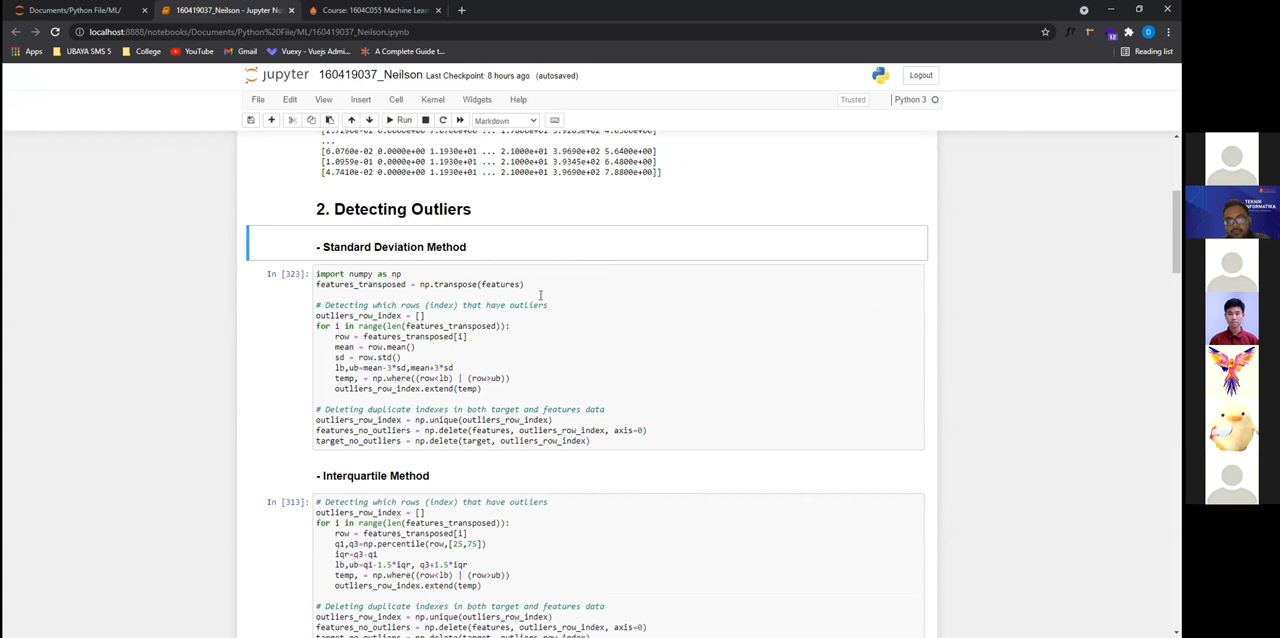 Documents/Python File/ML/
160419037_Neilson - Jupyter No
Course: 1604C055 Machine Lear
localhost:8888/notebooks/Documents/Python%20File/ML/160419037_Neilson.ipynb
Apps
UBAYA SMS 5
College
YouTube
Gmail
Vuexy - Vuejs Admi...
A Complete Guide t...
Reading list
jupyter 160419037_Neilson Last Checkpoint: 8 hours ago (autosaved)
Logout
File Edit View Insert Cell Kernel Widgets Help
Trusted
Python 3
Run
Markdown
...
[6.0760e-02 0.0000e+00 1.1930e+01 ... 2.1000e+01 3.9690e+02 5.6400e+00]
[1.0959e-01 0.0000e+00 1.1930e+01 ... 2.1000e+01 3.9345e+02 6.4800e+00]
[4.7410e-02 0.0000e+00 1.1930e+01 ... 2.1000e+01 3.9690e+02 7.8800e+00]]
2. Detecting Outliers
- Standard Deviation Method
In [323]: import numpy as np
features_transposed = np.transpose(features)
# Detecting which rows (index) that have outliers
outliers_row_index = []
for i in range(len(features_transposed)):
row = features_transposed[i]
mean = row.mean()
sd = row.std()
lb,ub=mean-3*sd,mean+3*sd
temp, = np.where((row<lb) | (row>ub))
outliers_row_index.extend(temp)
# Deleting duplicate indexes in both target and features data
outliers_row_index = np.unique(outliers_row_index)
features_no_outliers = np.delete(features, outliers_row_index, axis=0)
target_no_outliers = np.delete(target, outliers_row_index)
- Interquartile Method
In [313]: # Detecting which rows (index) that have outliers
outliers_row_index = []
for i in range(len(features_transposed)):
row = features_transposed[i]
q1,q3=np.percentile(row,[25,75])
iqr=q3-q1
lb,ub=q1-1.5*iqr, q3+1.5*iqr
temp, = np.where((row<lb) | (row>ub))
outliers_row_index.extend(temp)
# Deleting duplicate indexes in both target and features data
outliers_row_index = np.unique(outliers_row_index)
features_no_outliers = np.delete(features, outliers_row_index, axis=0)
TEKNIK
INFORMATIKA